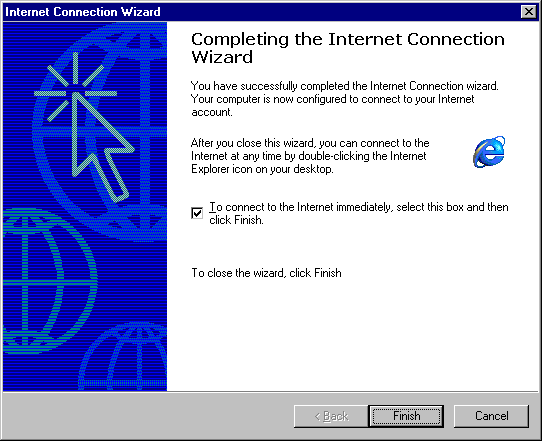 Internet Connection Wizard
Completing the Internet Connection
Wizard
You have successfully completed the Internet Connection wizard.
Your computer is now configured to connect to your Internet
account.
After you close this wizard, you can connect to the
Internet at any time by double-clicking the Internet
Explorer icon on your desktop.
To connect to the Internet immediately, select this box and then
click Finish.
To close the wizard, click Finish
< Back
Finish
Cancel